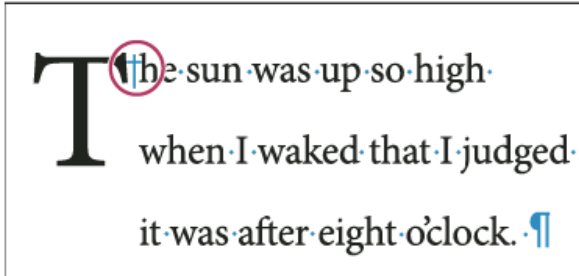 The sun was up so high
when I waked that I judged
it was after eight o'clock. ¶